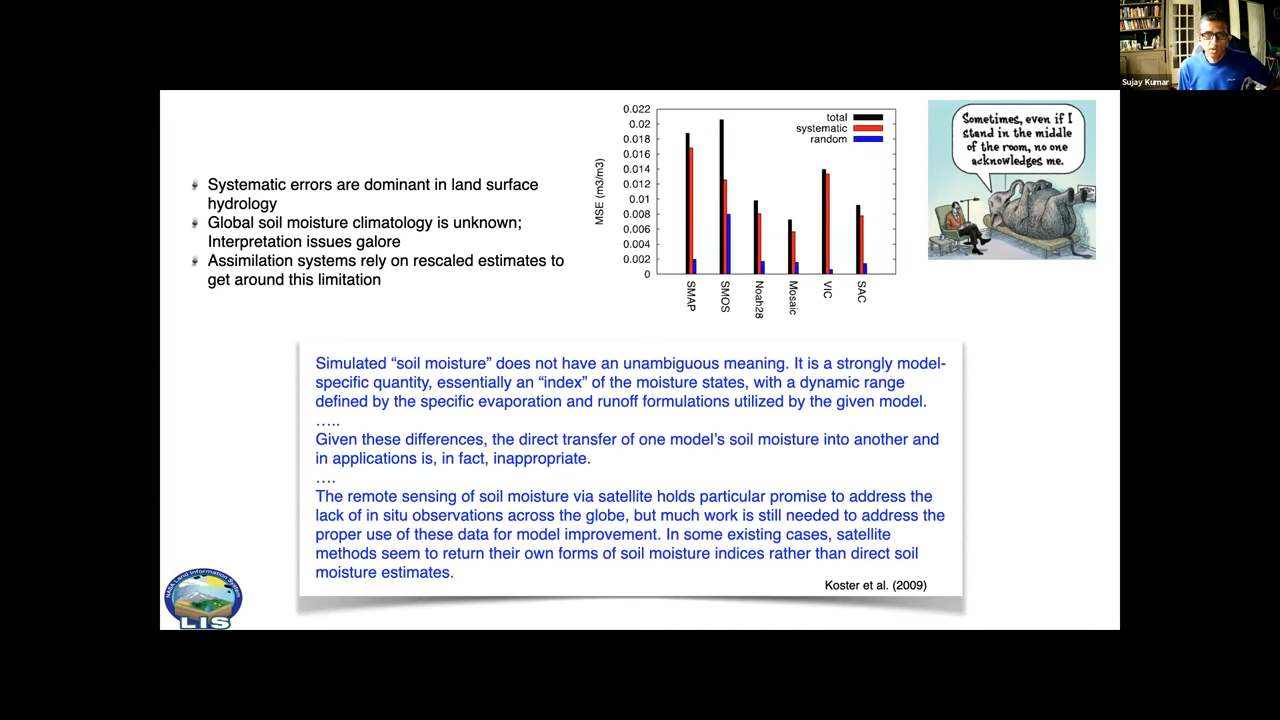 Sujay Kumar
Systematic errors are dominant in land surface
hydrology
Global soil moisture climatology is unknown;
Interpretation issues galore
Assimilation systems rely on rescaled estimates to
get around this limitation
0.022
0.02
0.018
0.016
0.014
0.012
0.01
0.008
0.006
0.004
0.002
0
MSE (m3/m3)
total
systematic
random
SMAP
SMOS
Noah28
Mosaic
VIC
SAC
Sometimes, even if I
stand in the middle
of the room, no one
acknowledges me.
Simulated “soil moisture” does not have an unambiguous meaning. It is a strongly model-
specific quantity, essentially an “index” of the moisture states, with a dynamic range
defined by the specific evaporation and runoff formulations utilized by the given model.
…..
Given these differences, the direct transfer of one model’s soil moisture into another and
in applications is, in fact, inappropriate.
….
The remote sensing of soil moisture via satellite holds particular promise to address the
lack of in situ observations across the globe, but much work is still needed to address the
proper use of these data for model improvement. In some existing cases, satellite
methods seem to return their own forms of soil moisture indices rather than direct soil
moisture estimates.
Koster et al. (2009)
NASA Land Information System
LIS